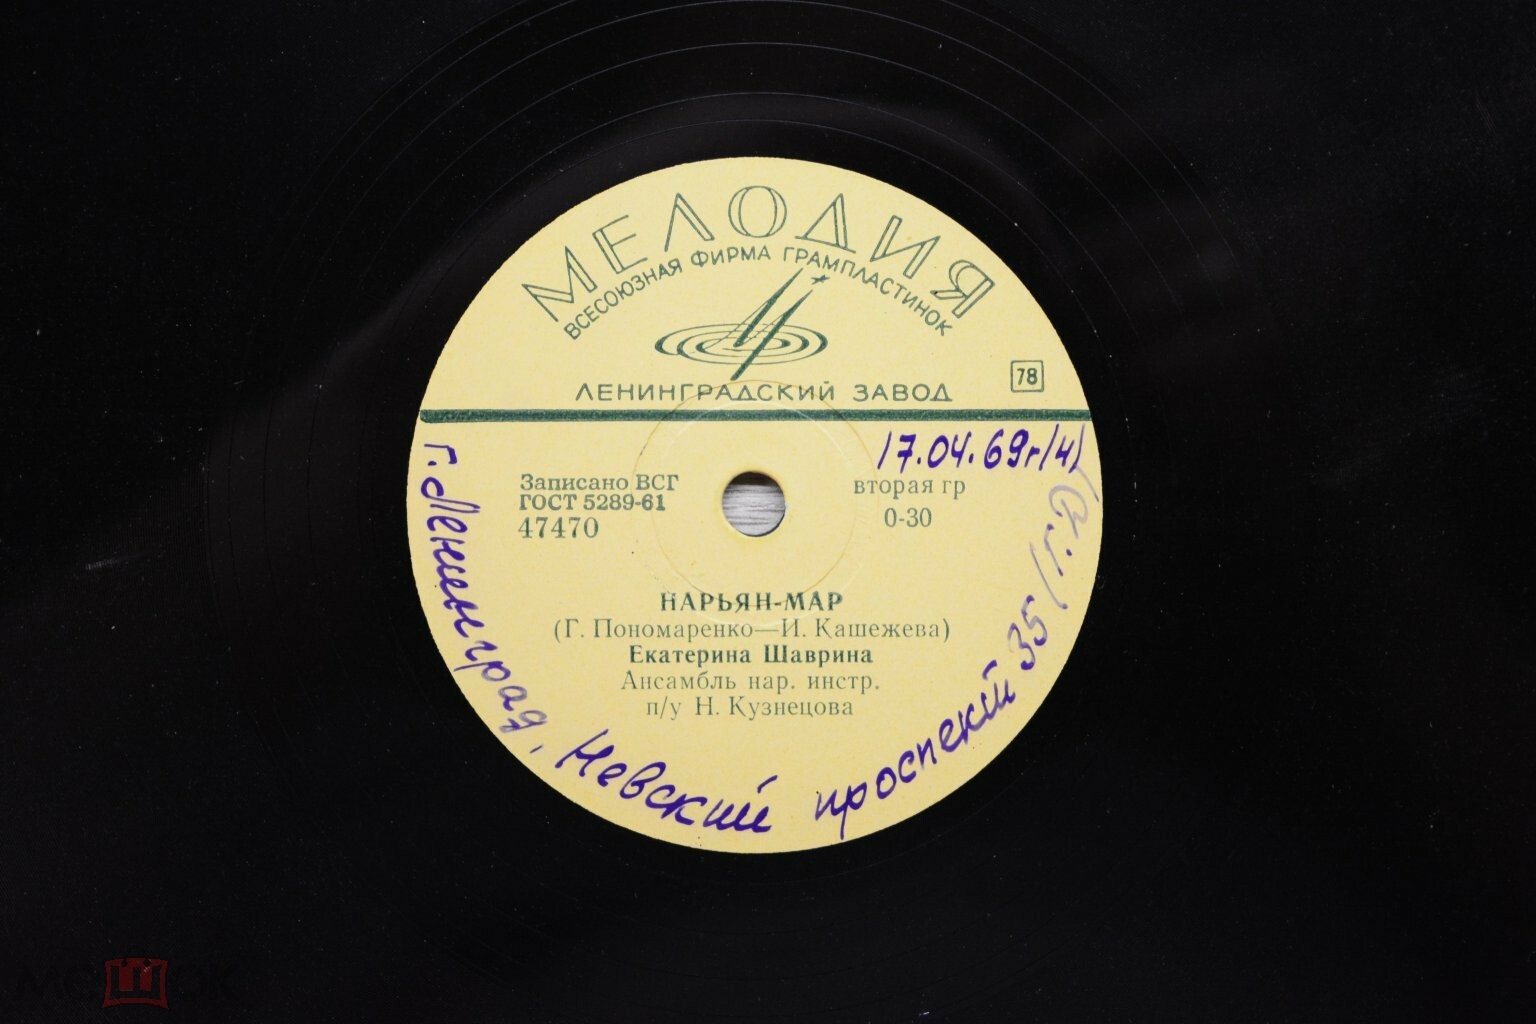 МЕЛОДИЯ
ВСЕСОЮЗНАЯ ФИРМА ГРАМПЛАСТИНОК
ЛЕНИНГРАДСКИЙ ЗАВОД
78
17.04.69г/ч/
Записано ВСГ
ГОСТ 5289-61
47470
вторая гр
0-30
НАРЬЯН-МАР
(Г. Пономаренко—И. Кашежева)
Екатерина Шаврина
Ансамбль нар. инстр.
п/у Н. Кузнецова
г. Ленинград, Невский проспект 35
мошок